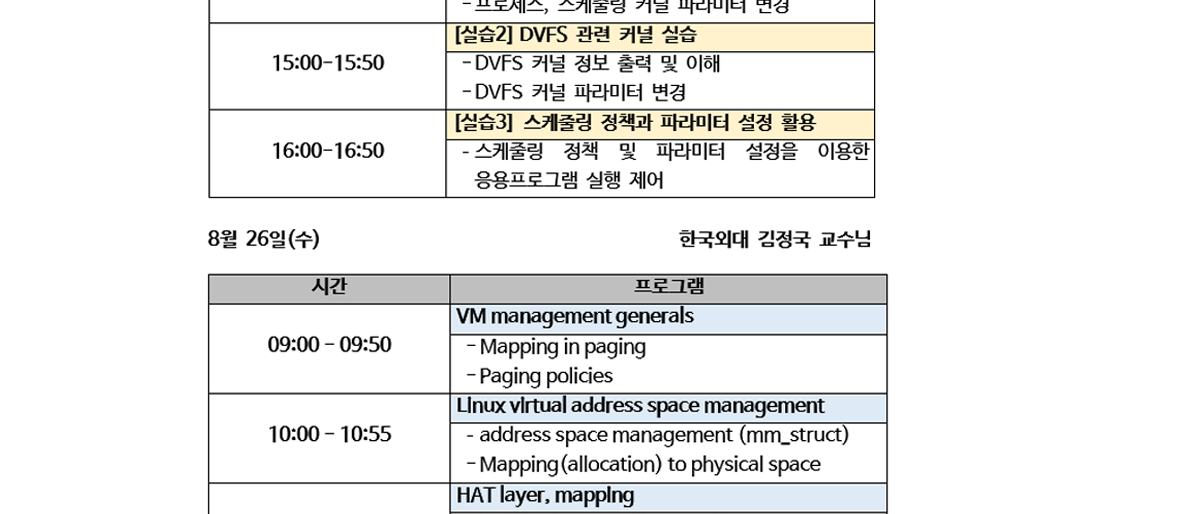 - 프로세스, 스케줄링 커널 파라미터 변경
[실습2] DVFS 관련 커널 실습
15:00-15:50
- DVFS 커널 정보 출력 및 이해
- DVFS 커널 파라미터 변경
[실습3] 스케줄링 정책과 파라미터 설정 활용
16:00-16:50
- 스케줄링 정책 및 파라미터 설정을 이용한
응용프로그램 실행 제어
8월 26일(수) 한국외대 김정국 교수님
시간 프로그램
VM management generals
09:00 - 09:50
- Mapping in paging
- Paging policies
Linux virtual address space management
10:00 - 10:55
- address space management (mm_struct)
- Mapping(allocation) to physical space
HAT layer, mapping